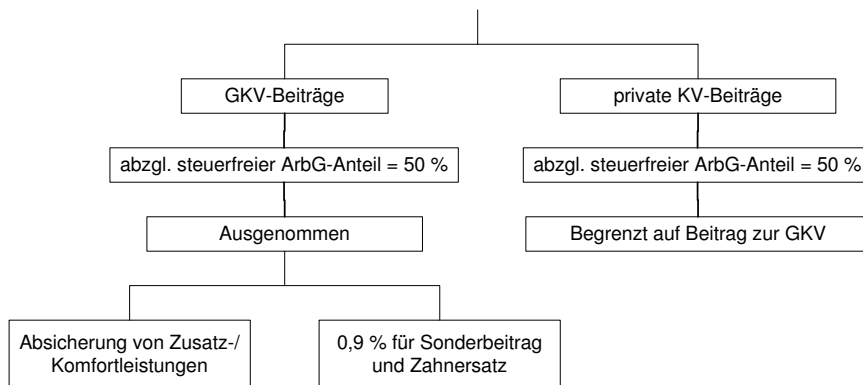 GKV-Beiträge
private KV-Beiträge
abzgl. steuerfreier ArbG-Anteil = 50 %
abzgl. steuerfreier ArbG-Anteil = 50 %
Ausgenommen
Begrenzt auf Beitrag zur GKV
Absicherung von Zusatz-/
Komfortleistungen
0,9 % für Sonderbeitrag
und Zahnersatz